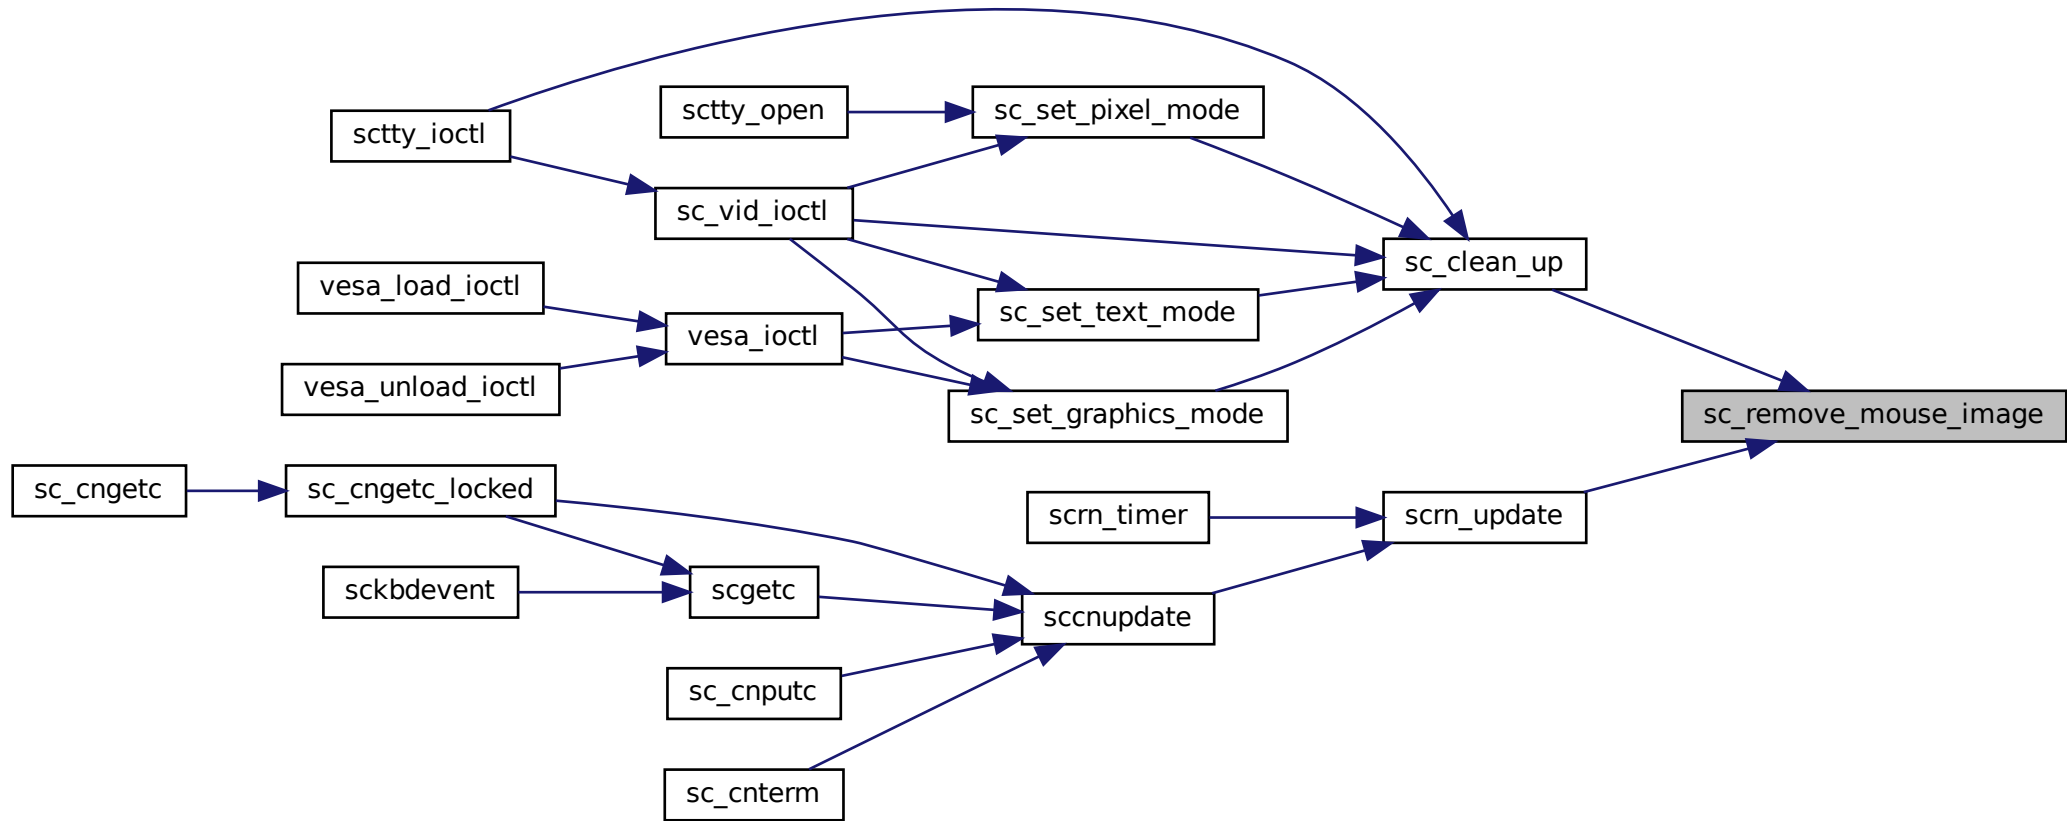 sctty_open
sc_set_pixel_mode
sctty_ioctl
sc_vid_ioctl
sc_clean_up
vesa_load_ioctl
sc_set_text_mode
vesa_ioctl
vesa_unload_ioctl
sc_set_graphics_mode
sc_remove_mouse_image
sc_cngetc
sc_cngetc_locked
scrn_timer
scrn_update
sckbdevent
scgetc
sccnupdate
sc_cnputc
sc_cnterm